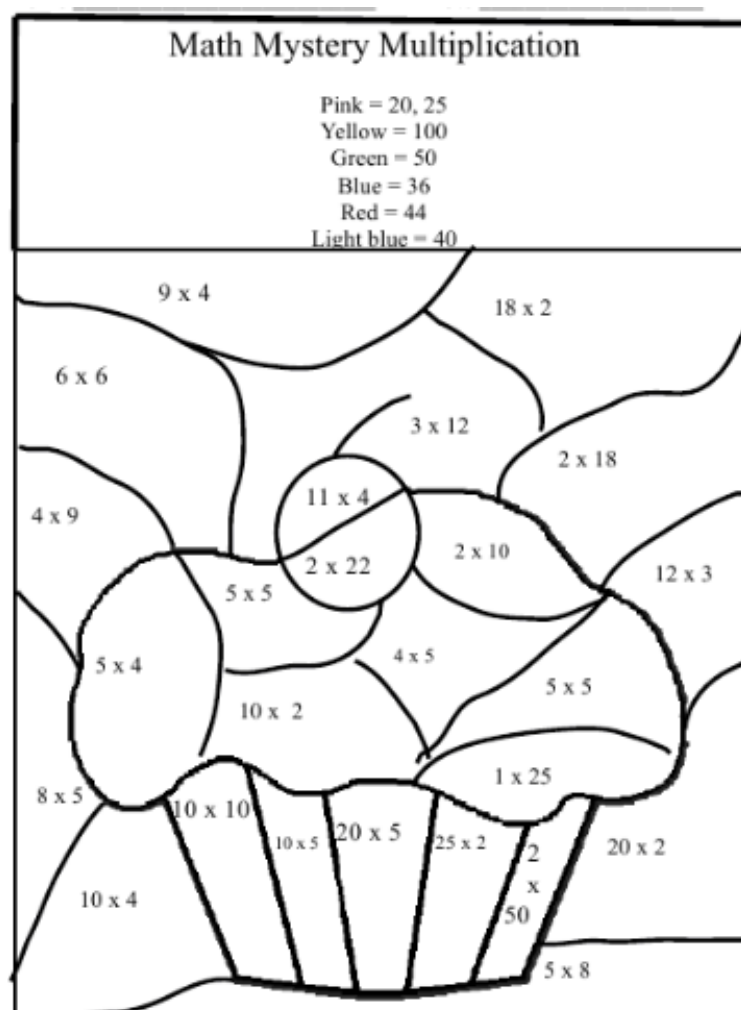 Math Mystery Multiplication
Pink = 20, 25
Yellow = 100
Green = 50
Blue = 36
Red = 44
Light blue = 40
9 x 4
18 x 2
6 x 6
3 x 12
2 x 18
11 x 4
4 x 9
2 x 10
2 x 22
12 x 3
5 x 5
4 x 5
5 x 4
5 x 5
10 x 2
1 x 25
8 x 5
10 x 10
20 x 5
10 x 5
25 x 2
20 x 2
2
x
50
10 x 4
5 x 8